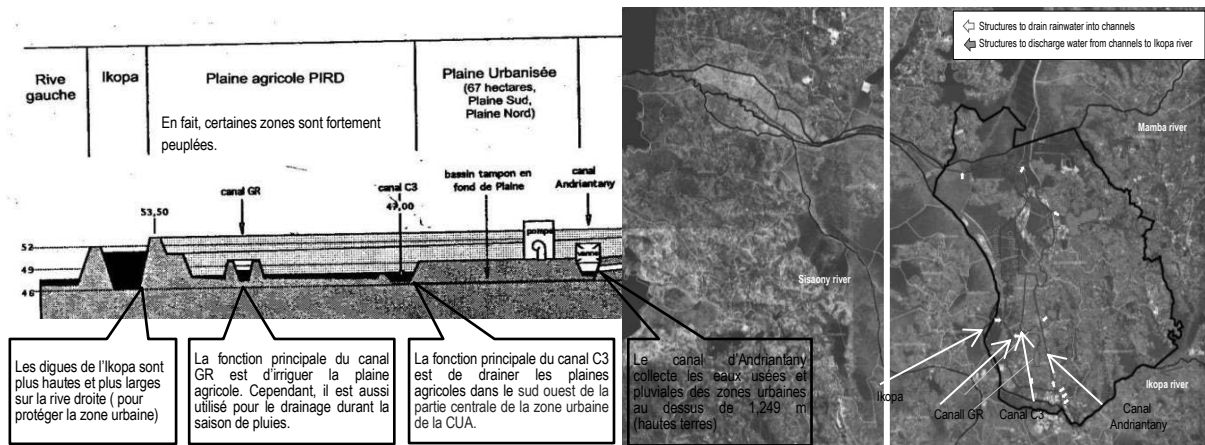 Rive
gauche
Ikopa
Plaine agricole PIRD
Plaine Urbanisée
(67 hectares,
Plaine Sud,
Plaine Nord)
En fait, certaines zones sont fortement
peuplées.
canal GR
canal C3
47,00
bassin tampon en
fond de Plaine
canal
Andriantany
53,50
pompe
vanne
52
49
46
Les digues de l'Ikopa sont
plus hautes et plus larges
sur la rive droite ( pour
protéger la zone urbaine)
La fonction principale du canal
GR est d'irriguer la plaine
agricole. Cependant, il est aussi
utilisé pour le drainage durant la
saison de pluies.
La fonction principale du canal C3
est de drainer les plaines
agricoles dans le sud ouest de la
partie centrale de la zone urbaine
de la CUA.
Le canal d'Andriantany
collecte les eaux usées et
pluviales des zones urbaines
au dessus de 1,249 m
(hautes terres)
Sisaony river
Structures to drain rainwater into channels
Structures to discharge water from channels to Ikopa river
Mamba river
Ikopa river
Ikopa
Canall GR
Canal C3
Canal
Andriantany